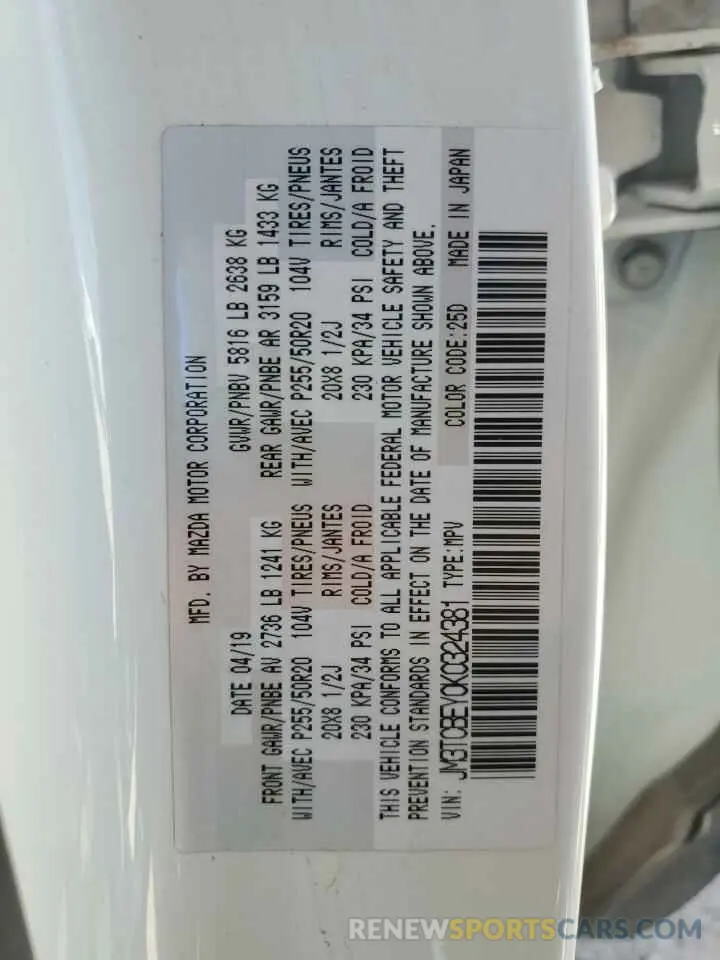 MFD. BY MAZDA MOTOR CORPORATION
DATE 04/19 GVWR/PNBV 5816 LB 2638 KG
FRONT GAWR/PNBE AV 2736 LB 1241 KG REAR GAWR/PNBE AR 3159 LB 1433 KG
WITH/AVEC P255/50R20 104V TIRES/PNEUS WITH/AVEC P255/50R20 104V TIRES/PNEUS
20X8 1/2J RIMS/JANTES 20X8 1/2J RIMS/JANTES
230 KPA/34 PSI COLD/A FROID 230 KPA/34 PSI COLD/A FROID
THIS VEHICLE CONFORMS TO ALL APPLICABLE FEDERAL MOTOR VEHICLE SAFETY AND THEFT
PREVENTION STANDARDS IN EFFECT ON THE DATE OF MANUFACTURE SHOWN ABOVE.
VIN: JM3TCBEY0K0324381 TYPE:MPV COLOR CODE:25D MADE IN JAPAN
RENEWSPORTSCARS.COM